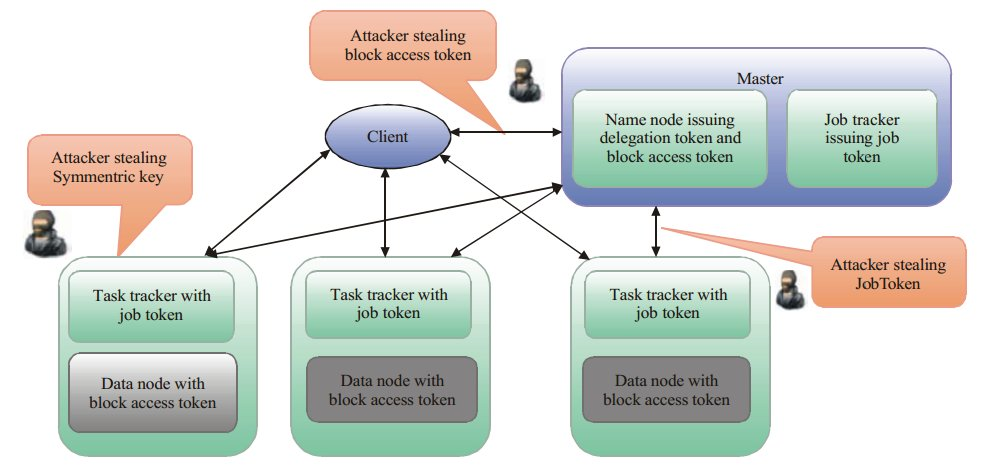 Attacker stealing
block access token
Master
Name node issuing
delegation token and
block access token
Job tracker
issuing job
token
Client
Attacker stealing
Symmentric key
Attacker stealing
JobToken
Task tracker with
job token
Data node with
block access token
Task tracker with
job token
Data node with
block access token
Task tracker with
job token
Data node with
block access token